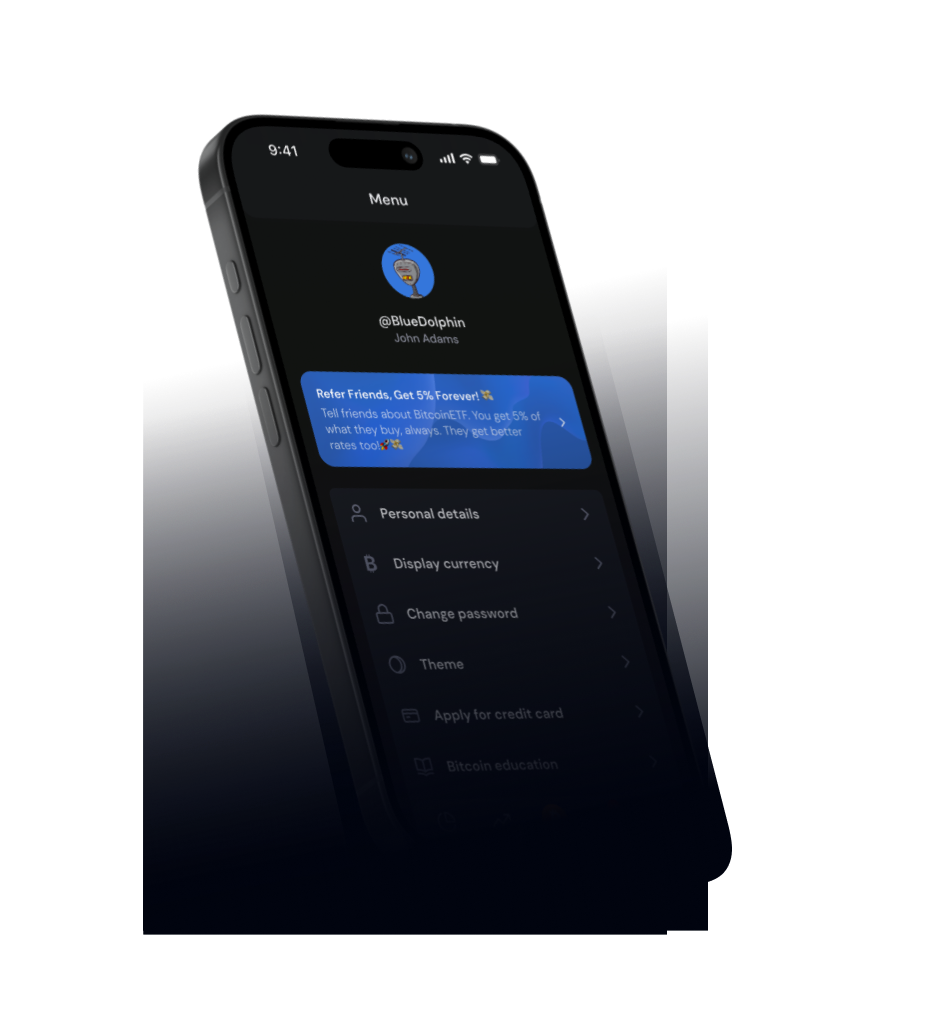 9:41
Menu
@BlueDolphin
John Adams
Refer Friends, Get 5% Forever! 💸
Tell friends about BitcoinETF. You get 5% of
what they buy, always. They get better
rates too!🚀💸
Personal details
Display currency
Change password
Theme
Apply for credit card
Bitcoin education